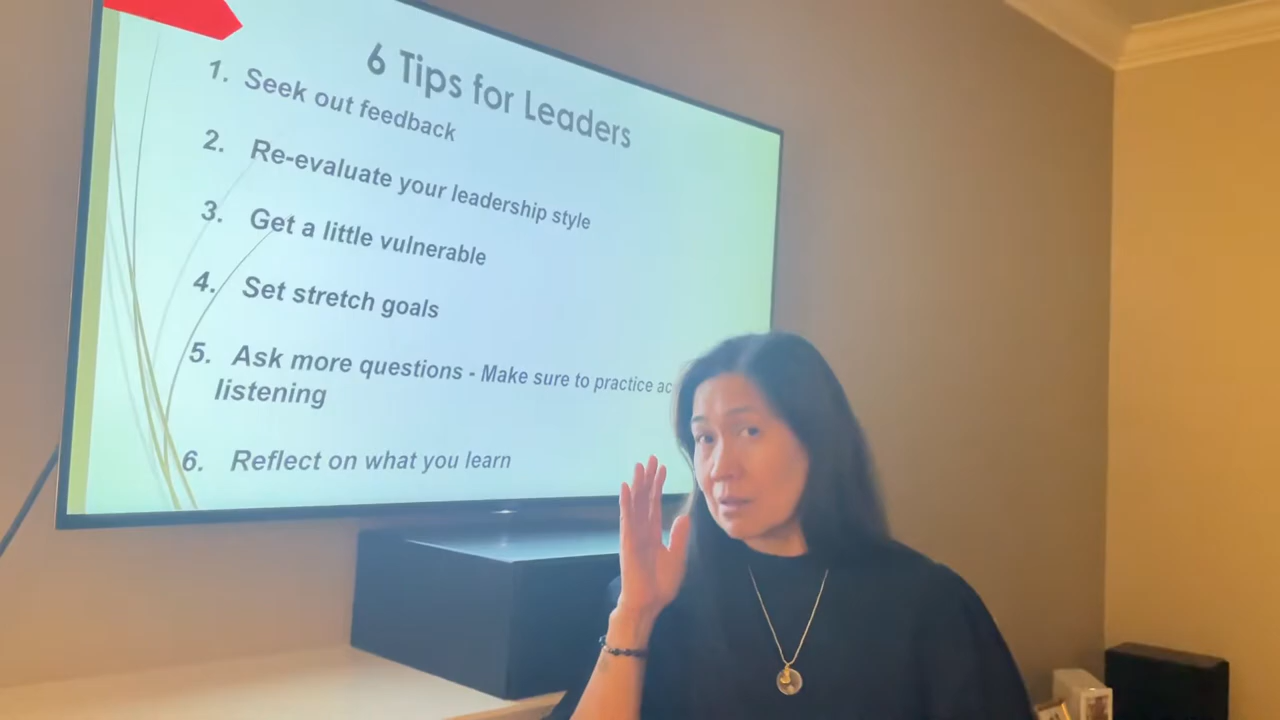 6 Tips for Leaders
1. Seek out feedback
2. Re-evaluate your leadership style
3. Get a little vulnerable
4. Set stretch goals
5. Ask more questions - Make sure to practice ac
listening
6. Reflect on what you learn